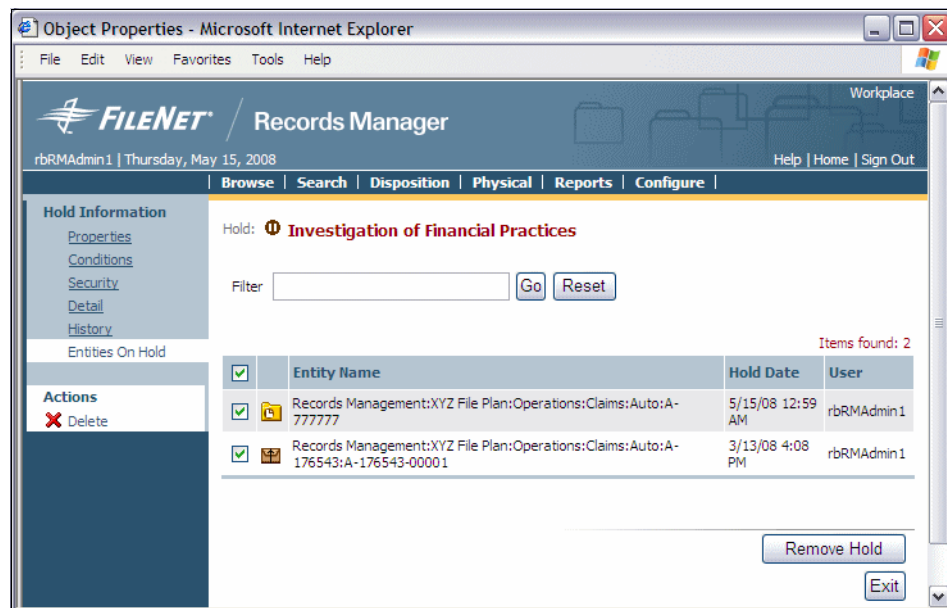 Object Properties - Microsoft Internet Explorer
File Edit View Favorites Tools Help
Workplace
FILENET / Records Manager
rbRMAdmin1 | Thursday, May 15, 2008
Help | Home | Sign Out
| Browse | Search | Disposition | Physical | Reports | Configure |
Hold Information
Properties
Conditions
Security
Detail
History
Entities On Hold
Actions
Delete
Hold: Investigation of Financial Practices
Filter Go Reset
Items found: 2
Entity Name Hold Date User
Records Management:XYZ File Plan:Operations:Claims:Auto:A-
777777
5/15/08 12:59
AM
rbRMAdmin1
Records Management:XYZ File Plan:Operations:Claims:Auto:A-
176543:A-176543-00001
3/13/08 4:08
PM
rbRMAdmin1
Remove Hold
Exit